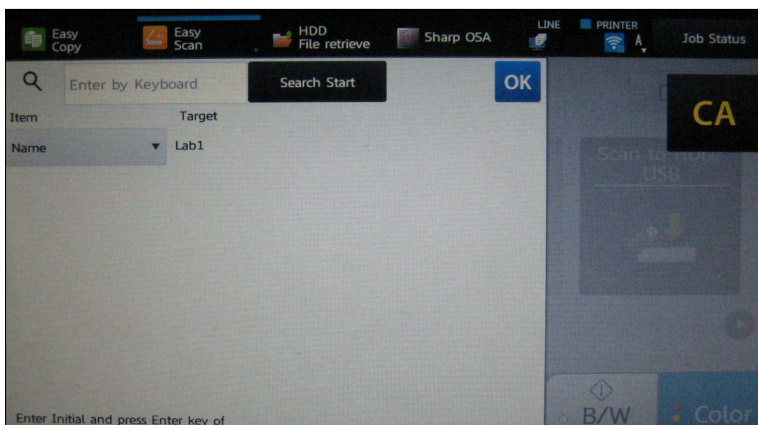 Easy
Copy
Easy
Scan
HDD
File retrieve
Sharp OSA
LINE
PRINTER
A
Job Status
Enter by Keyboard
Search Start
OK
CA
Item
Target
Name
Lab1
Scan to HDD/
USB
Enter Initial and press Enter key of
B/W
Color